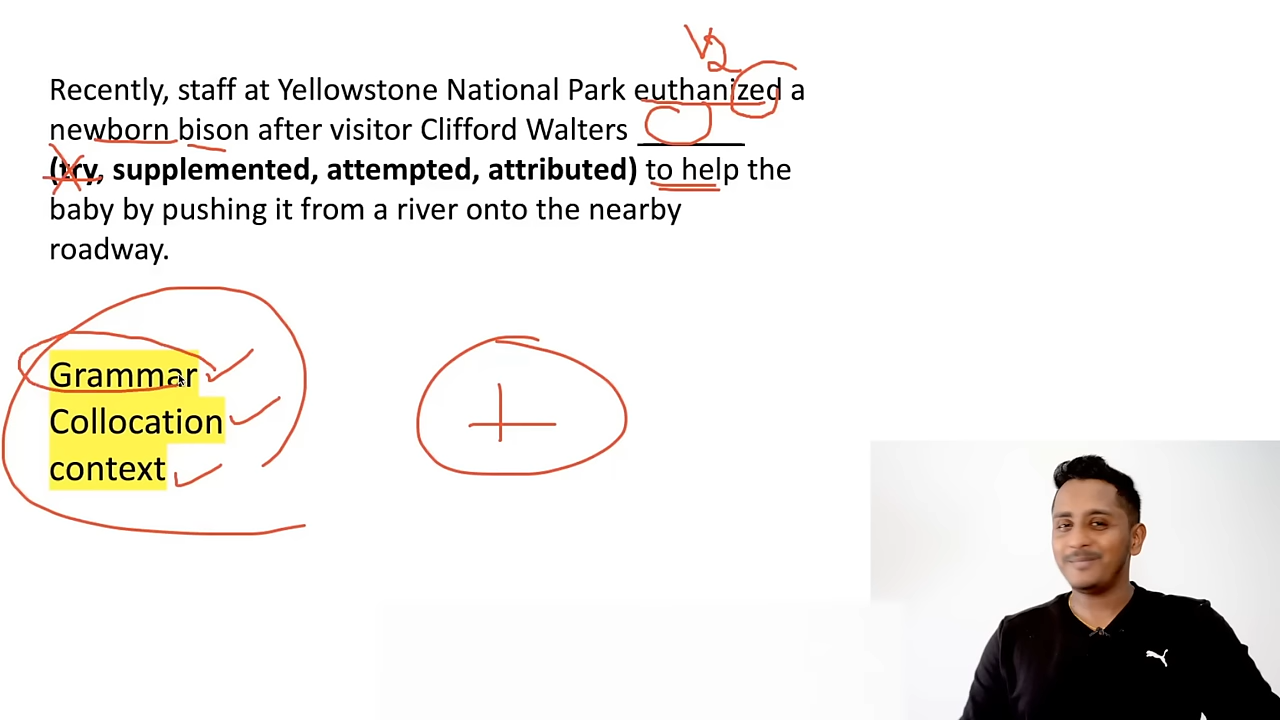 V2
Recently, staff at Yellowstone National Park euthanized a
newborn bison after visitor Clifford Walters ________
(try, supplemented, attempted, attributed) to help the
baby by pushing it from a river onto the nearby
roadway.
Grammar
Collocation
context